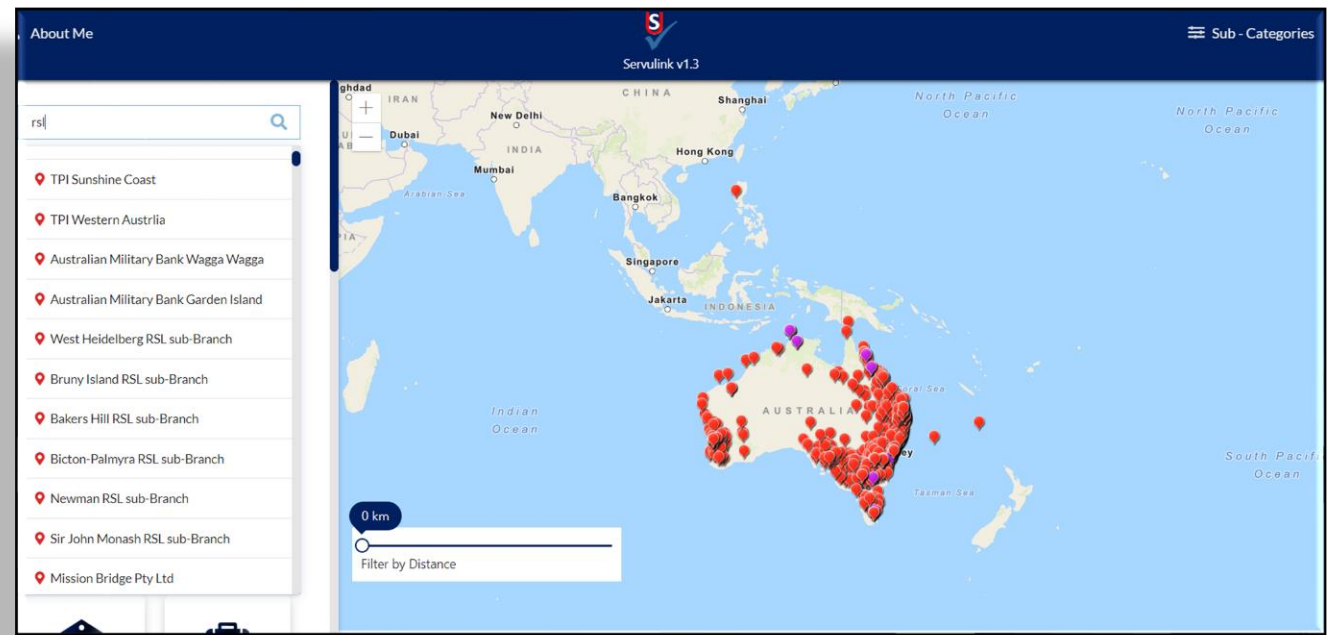 About Me
S
Servulink v1.3
Sub - Categories
rsl
TPI Sunshine Coast
TPI Western Austrlia
Australian Military Bank Wagga Wagga
Australian Military Bank Garden Island
West Heidelberg RSL sub-Branch
Bruny Island RSL sub-Branch
Bakers Hill RSL sub-Branch
Bicton-Palmyra RSL sub-Branch
Newman RSL sub-Branch
Sir John Monash RSL sub-Branch
Mission Bridge Pty Ltd
ghdad
IRAN
CHINA
Shanghai
North Pacific
Ocean
North Pacific
Ocean
New Delhi
Dubai
INDIA
Hong Kong
Mumbai
Arabian Sea
Bangkok
Singapore
Jakarta
INDONESIA
Indian
Ocean
AUSTRALIA
Coral Sea
ey
Tasman Sea
South Pacifi
Ocean
0 km
Filter by Distance